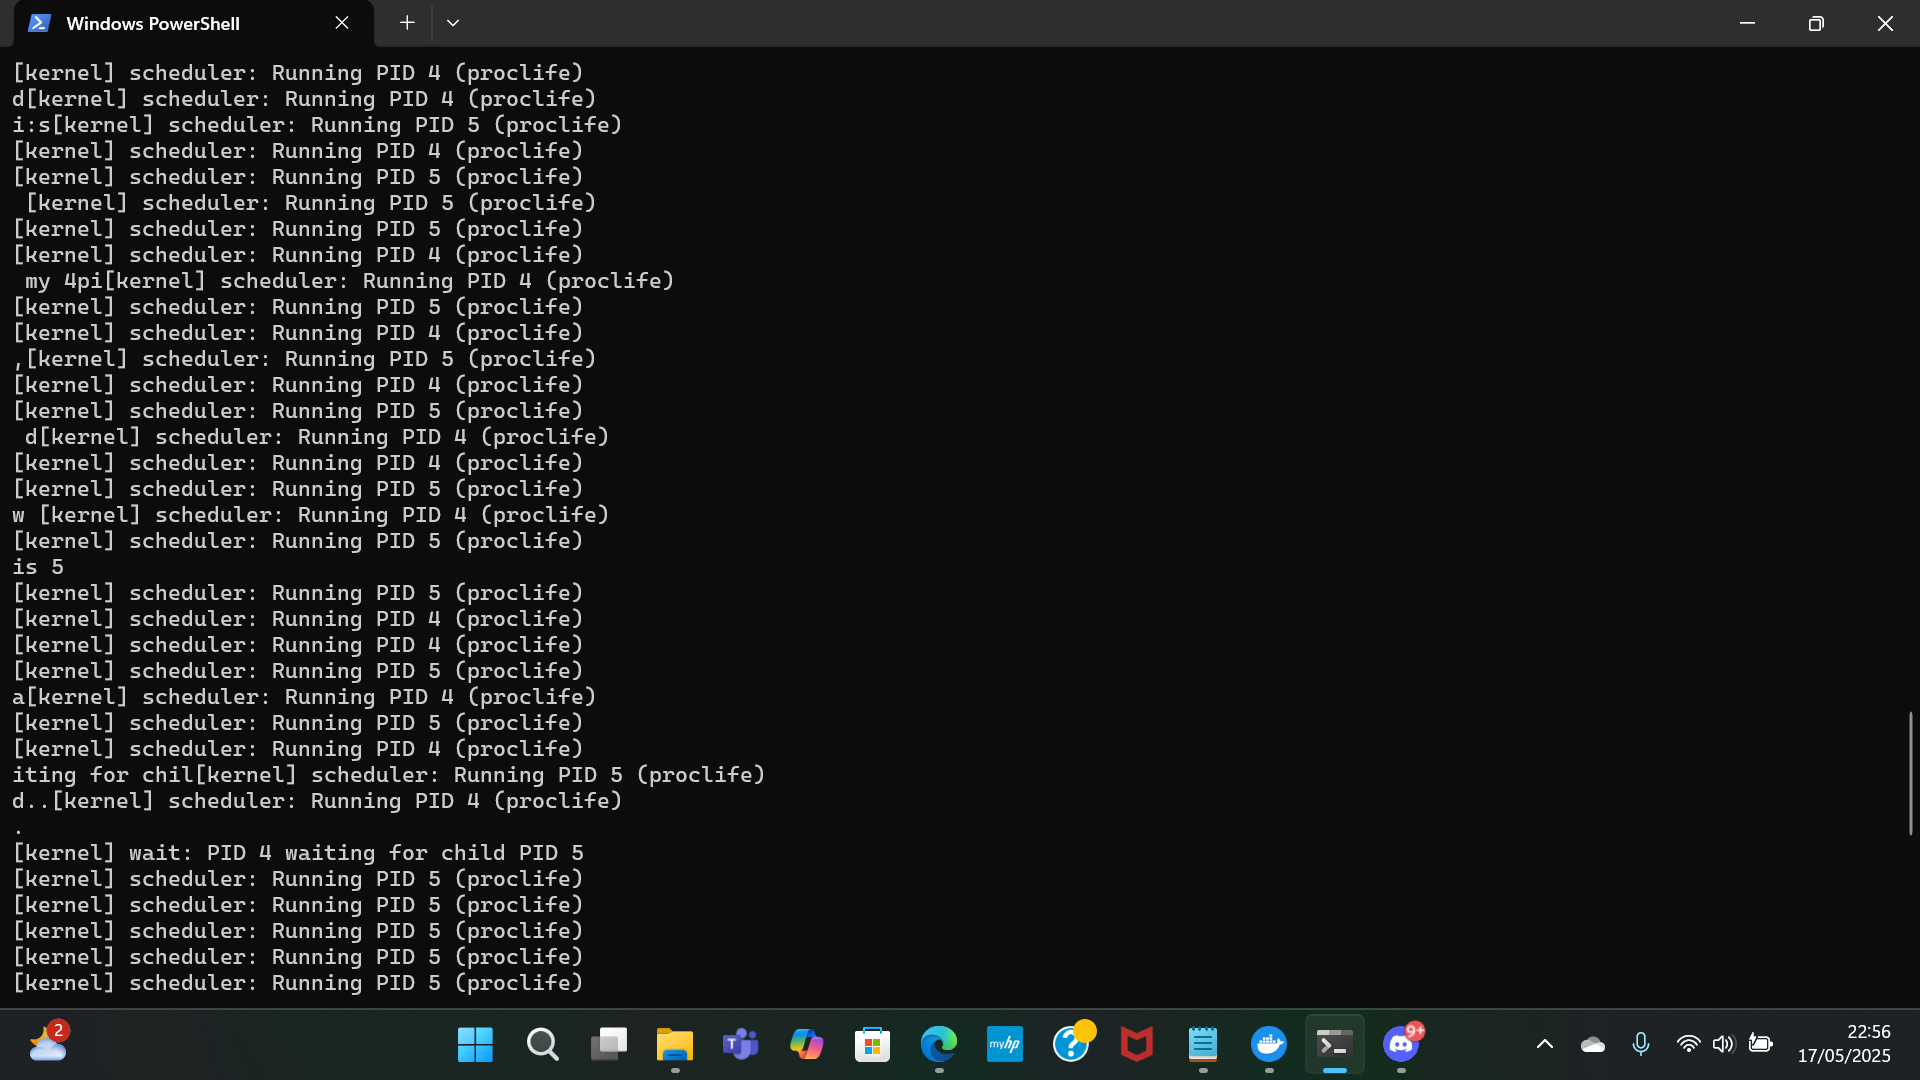 Windows PowerShell
[kernel] scheduler: Running PID 4 (proclife)
d[kernel] scheduler: Running PID 4 (proclife)
i:s[kernel] scheduler: Running PID 5 (proclife)
[kernel] scheduler: Running PID 4 (proclife)
[kernel] scheduler: Running PID 5 (proclife)
 [kernel] scheduler: Running PID 5 (proclife)
[kernel] scheduler: Running PID 5 (proclife)
[kernel] scheduler: Running PID 4 (proclife)
 my 4pi[kernel] scheduler: Running PID 4 (proclife)
[kernel] scheduler: Running PID 5 (proclife)
[kernel] scheduler: Running PID 4 (proclife)
,[kernel] scheduler: Running PID 5 (proclife)
[kernel] scheduler: Running PID 4 (proclife)
[kernel] scheduler: Running PID 5 (proclife)
 d[kernel] scheduler: Running PID 4 (proclife)
[kernel] scheduler: Running PID 4 (proclife)
[kernel] scheduler: Running PID 5 (proclife)
w [kernel] scheduler: Running PID 4 (proclife)
[kernel] scheduler: Running PID 5 (proclife)
is 5
[kernel] scheduler: Running PID 5 (proclife)
[kernel] scheduler: Running PID 4 (proclife)
[kernel] scheduler: Running PID 4 (proclife)
[kernel] scheduler: Running PID 5 (proclife)
a[kernel] scheduler: Running PID 4 (proclife)
[kernel] scheduler: Running PID 5 (proclife)
[kernel] scheduler: Running PID 4 (proclife)
iting for chil[kernel] scheduler: Running PID 5 (proclife)
d..[kernel] scheduler: Running PID 4 (proclife)
.
[kernel] wait: PID 4 waiting for child PID 5
[kernel] scheduler: Running PID 5 (proclife)
[kernel] scheduler: Running PID 5 (proclife)
[kernel] scheduler: Running PID 5 (proclife)
[kernel] scheduler: Running PID 5 (proclife)
[kernel] scheduler: Running PID 5 (proclife)
2
myhp
9+
22:56
17/05/2025